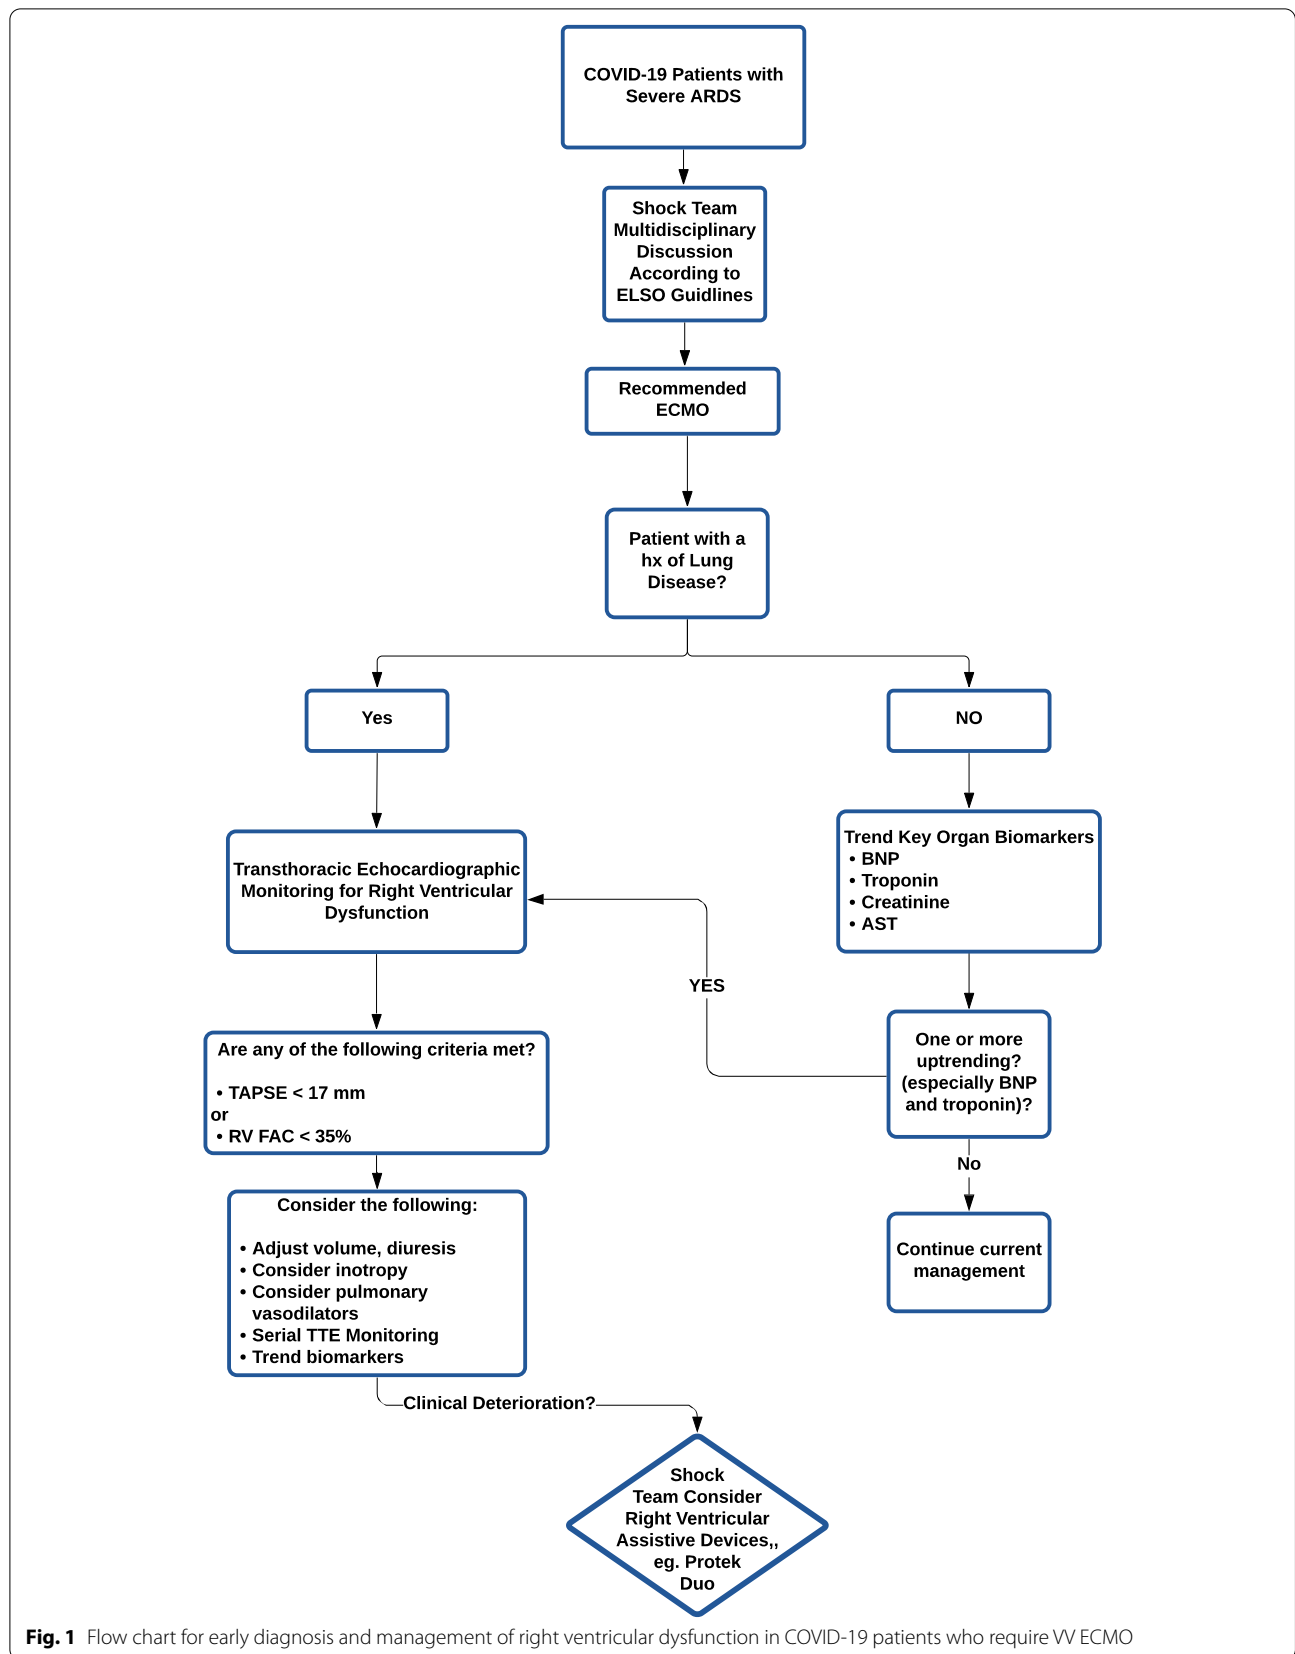 COVID-19 Patients with
Severe ARDS
Shock Team
Multidisciplinary
Discussion
According to
ELSO Guidlines
Recommended
ECMO
Patient with a
hx of Lung
Disease?
Yes
NO
Transthoracic Echocardiographic
Monitoring for Right Ventricular
Dysfunction
Trend Key Organ Biomarkers
• BNP
• Troponin
• Creatinine
• AST
YES
One or more
uptrending?
(especially BNP
and troponin)?
Are any of the following criteria met?
• TAPSE < 17 mm
or
• RV FAC < 35%
No
Continue current
management
Consider the following:
• Adjust volume, diuresis
• Consider inotropy
• Consider pulmonary
vasodilators
• Serial TTE Monitoring
• Trend biomarkers
Clinical Deterioration?
Shock
Team Consider
Right Ventricular
Assistive Devices,,
eg. Protek
Duo
Fig. 1 Flow chart for early diagnosis and management of right ventricular dysfunction in COVID-19 patients who require VV ECMO